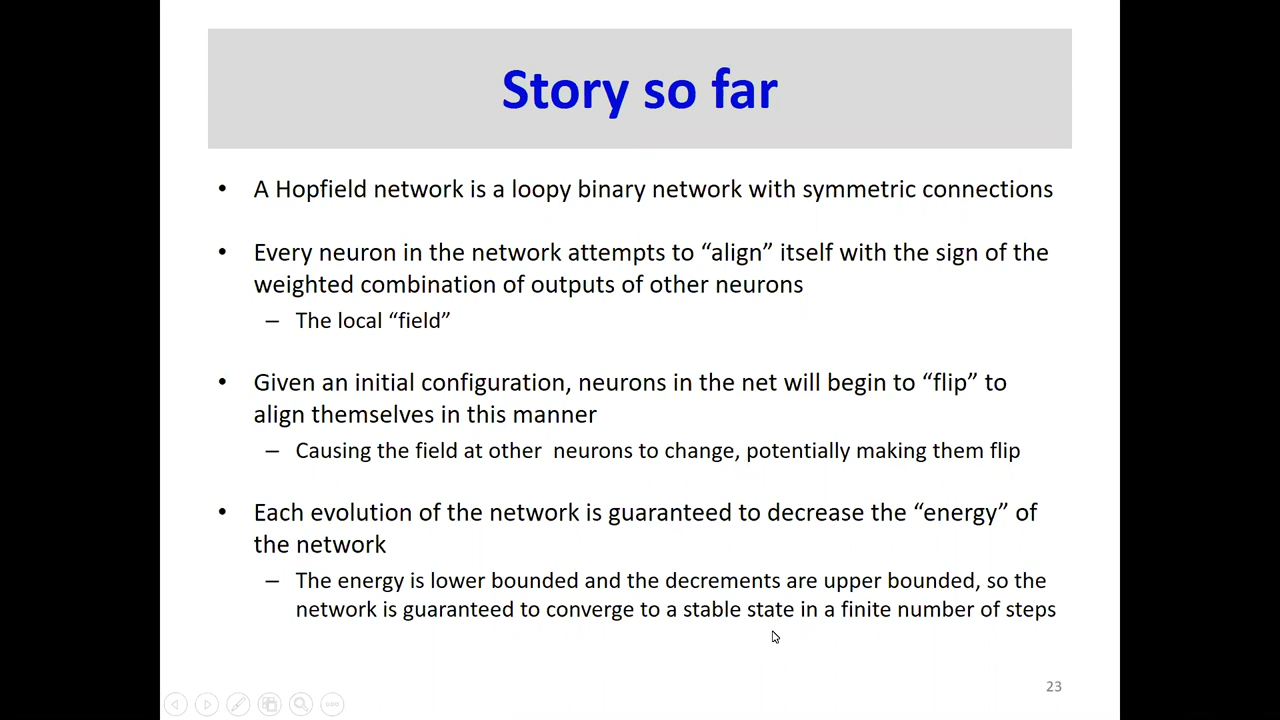 Story so far
• A Hopfield network is a loopy binary network with symmetric connections
• Every neuron in the network attempts to “align” itself with the sign of the
weighted combination of outputs of other neurons
– The local “field”
• Given an initial configuration, neurons in the net will begin to “flip” to
align themselves in this manner
– Causing the field at other  neurons to change, potentially making them flip
• Each evolution of the network is guaranteed to decrease the “energy” of
the network
– The energy is lower bounded and the decrements are upper bounded, so the
network is guaranteed to converge to a stable state in a finite number of steps
23